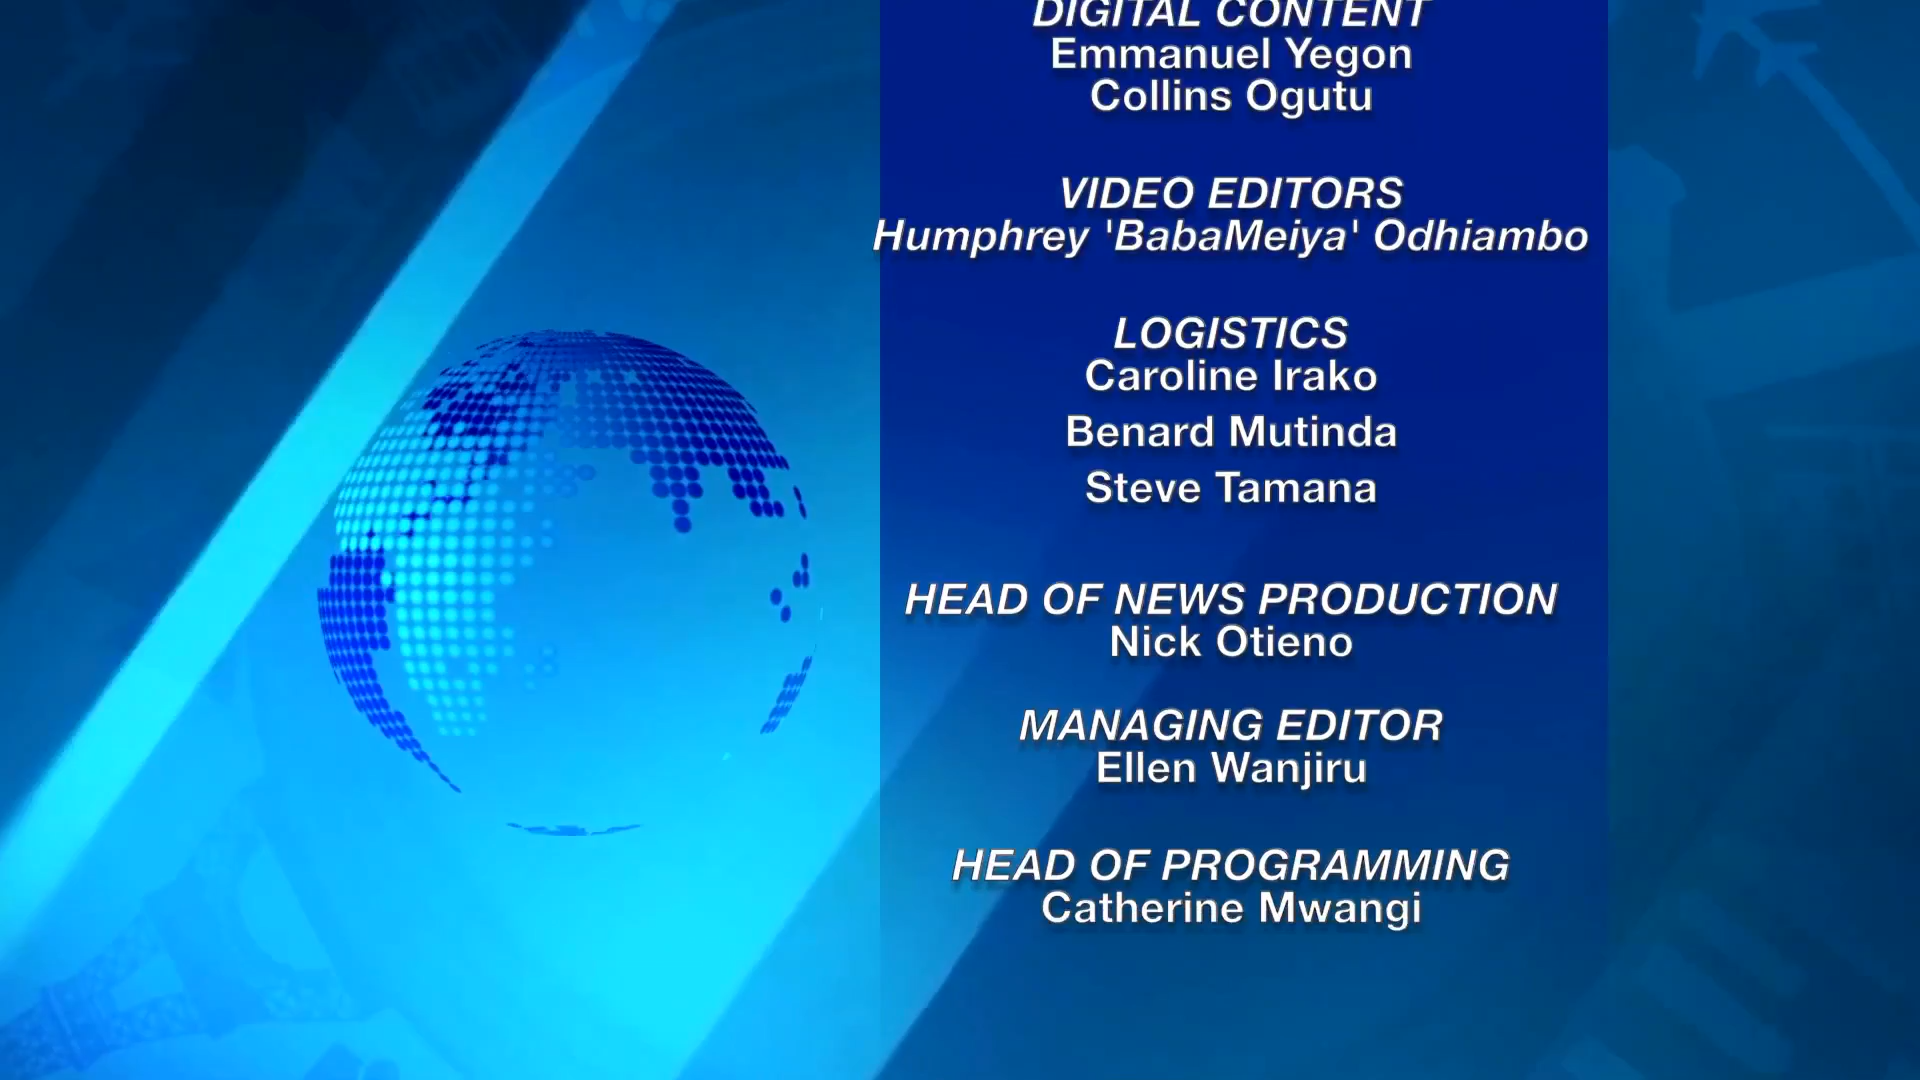 DIGITAL CONTENT
Emmanuel Yegon
Collins Ogutu
VIDEO EDITORS
Humphrey 'BabaMeiya' Odhiambo
LOGISTICS
Caroline Irako
Benard Mutinda
Steve Tamana
HEAD OF NEWS PRODUCTION
Nick Otieno
MANAGING EDITOR
Ellen Wanjiru
HEAD OF PROGRAMMING
Catherine Mwangi